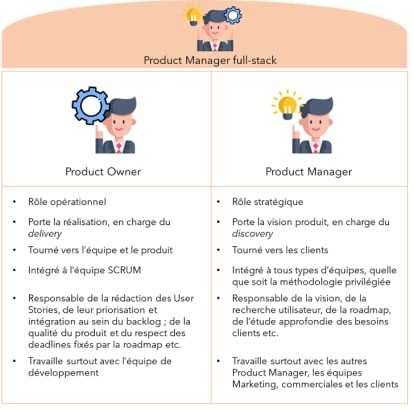 Product Manager full-stack
Product Owner
• Rôle opérationnel
• Porte la réalisation, en charge du
delivery
• Tourné vers l'équipe et le produit
• Intégré à l'équipe SCRUM
• Responsable de la rédaction des User
Stories, de leur priorisation et
intégration au sein du backlog ; de la
qualité du produit et du respect des
deadlines fixés par la roadmap etc.
• Travaille surtout avec l'équipe de
développement
Product Manager
• Rôle stratégique
• Porte la vision produit, en charge du
discovery
• Tourné vers les clients
• Intégré à tous types d'équipes, quelle
que soit la méthodologie privilégiée
• Responsable de la vision, de la
recherche utilisateur, de la roadmap,
de l'étude approfondie des besoins
clients etc.
• Travaille surtout avec les autres
Product Manager, les équipes
Marketing, commerciales et les clients